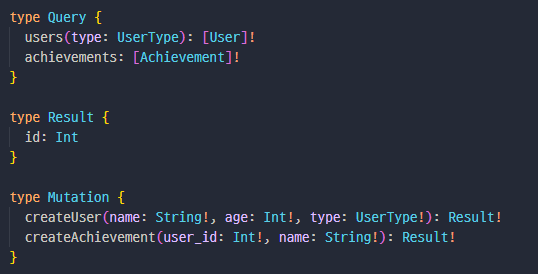 type Query {
  users(type: UserType): [User]!
  achievements: [Achievement]!
}
type Result {
  id: Int
}
type Mutation {
  createUser(name: String!, age: Int!, type: UserType!): Result!
  createAchievement(user_id: Int!, name: String!): Result!
}